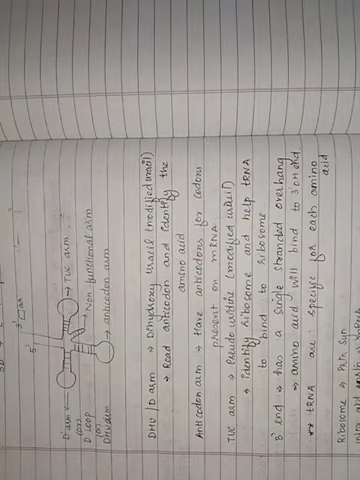 3'
5'
D arm
(or)
D loop
(or)
DHU arm
TψC arm
Non functional arm
anticodon arm
DHU / D arm → Dihydroxy uracil (modified uracil)
→ Read anticodon and identify the
amino acid
Anticodon arm → Have anticodons for codons
present on mRNA
TψC arm → Pseudo uridine (modified uracil)
→ identify Ribosome and help tRNA
to bind to ribosome
3' end → has a single stranded overhang
→ amino acid will bind to 3'OH end
** tRNA are specific for each amino
acid
Ribosome →